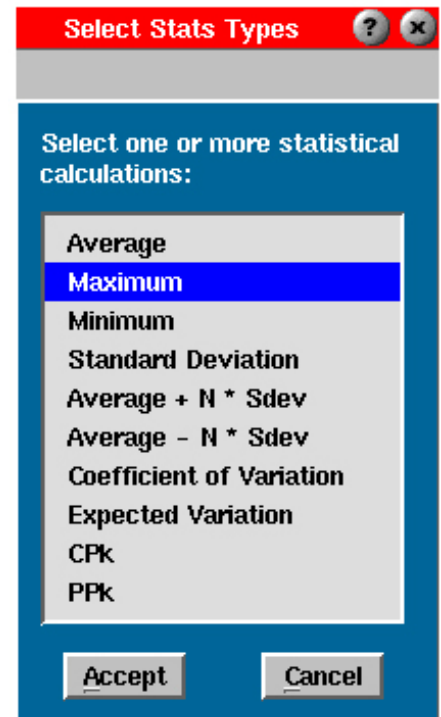 Select Stats Types ? x
Select one or more statistical
calculations:
Average
Maximum
Minimum
Standard Deviation
Average + N * Sdev
Average - N * Sdev
Coefficient of Variation
Expected Variation
CPk
PPk
Accept Cancel